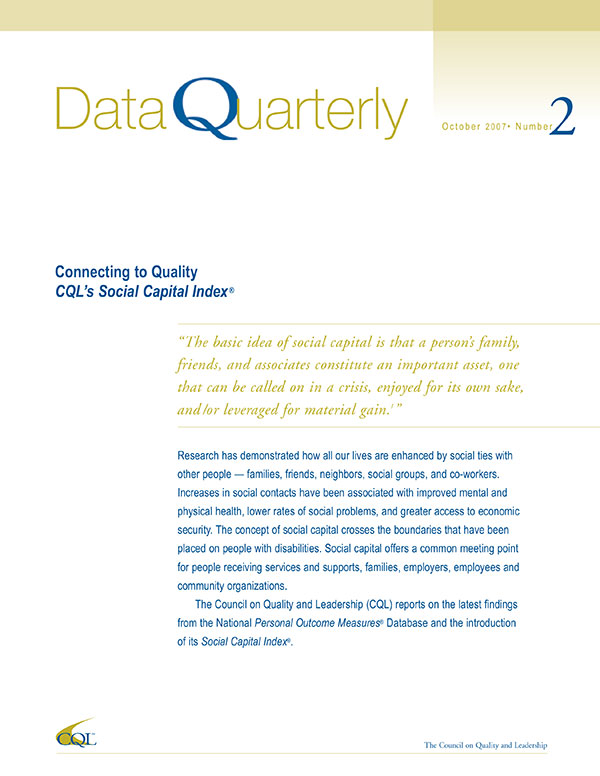 Data Quarterly
October 2007• Number 2
Connecting to Quality
CQL's Social Capital Index®
“The basic idea of social capital is that a person's family,
friends, and associates constitute an important asset, one
that can be called on in a crisis, enjoyed for its own sake,
and/or leveraged for material gain.¹”
Research has demonstrated how all our lives are enhanced by social ties with
other people — families, friends, neighbors, social groups, and co-workers.
Increases in social contacts have been associated with improved mental and
physical health, lower rates of social problems, and greater access to economic
security. The concept of social capital crosses the boundaries that have been
placed on people with disabilities. Social capital offers a common meeting point
for people receiving services and supports, families, employers, employees and
community organizations.
The Council on Quality and Leadership (CQL) reports on the latest findings
from the National Personal Outcome Measures® Database and the introduction
of its Social Capital Index®.
CQL™
The Council on Quality and Leadership